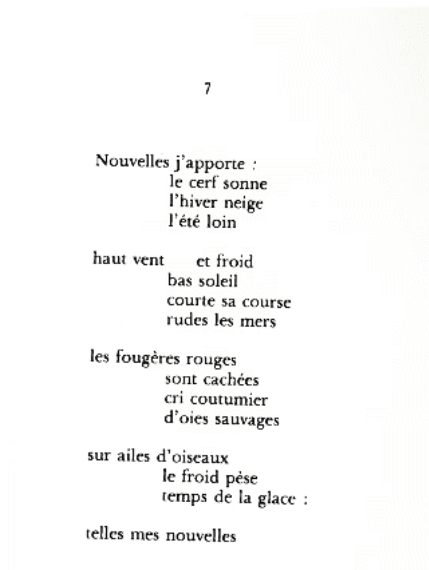 7
Nouvelles j'apporte :
le cerf sonne
l'hiver neige
l'été loin
haut vent et froid
bas soleil
courte sa course
rudes les mers
les fougères rouges
sont cachées
cri coutumier
d'oies sauvages
sur ailes d'oiseaux
le froid pèse
temps de la glace :
telles mes nouvelles